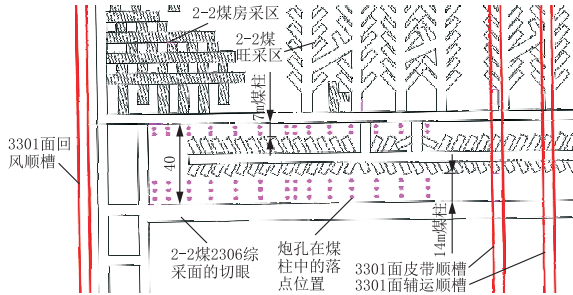 2-2煤房采区
2-2煤
旺采区
7m煤柱
3301面回
风顺槽
40
14m煤柱
2-2煤2306综
采面的切眼
炮孔在煤
柱中的落
点位置
3301面皮带顺槽
3301面辅运顺槽